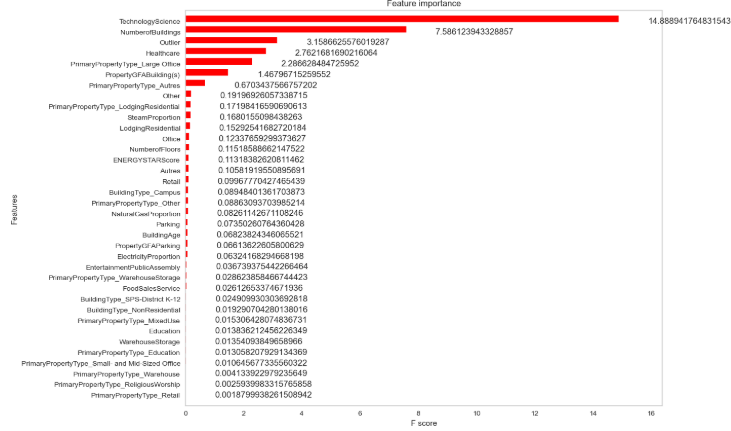 Feature importance
TechnologyScience 14.888941764831543
NumberofBuildings 7.586123943328857
Outlier 3.1586625576019287
Healthcare 2.7621681690216064
PrimaryPropertyType_Large Office 2.286628484725952
PropertyGFABuilding(s) 1.46796715259552
PrimaryPropertyType_Autres 0.6703437566757202
Other 0.19196926057338715
PrimaryPropertyType_LodgingResidential 0.17198416590690613
SteamProportion 0.1680155098438263
LodgingResidential 0.15292541682720184
Office 0.12337659299373627
NumberofFloors 0.11518588662147522
ENERGYSTARScore 0.11318382620811462
Autres 0.10581919550895691
Retail 0.09967770427465439
BuildingType_Campus 0.08948401361703873
PrimaryPropertyType_Other 0.08863093703985214
NaturalGasProportion 0.08261142671108246
Parking 0.07350260764360428
BuildingAge 0.06823824346065521
PropertyGFAParking 0.06613622605800629
ElectricityProportion 0.06324168294668198
EntertainmentPublicAssembly 0.036739375442266464
PrimaryPropertyType_WarehouseStorage 0.028623858466744423
FoodSalesService 0.02612653374671936
BuildingType_SPS-District K-12 0.024909930303692818
BuildingType_NonResidential 0.019290704280138016
PrimaryPropertyType_MixedUse 0.015306428074836731
Education 0.013836212456226349
WarehouseStorage 0.01354093849658966
PrimaryPropertyType_Education 0.01305820792913436​9
PrimaryPropertyType_Small- and Mid-Sized Office 0.010645677335560322
PrimaryPropertyType_Warehouse 0.004133922979235649
PrimaryPropertyType_ReligiousWorship 0.0025939983315765858
PrimaryPropertyType_Retail 0.0018799938261508942
Features
0 2 4 6 8 10 12 14 16
F score